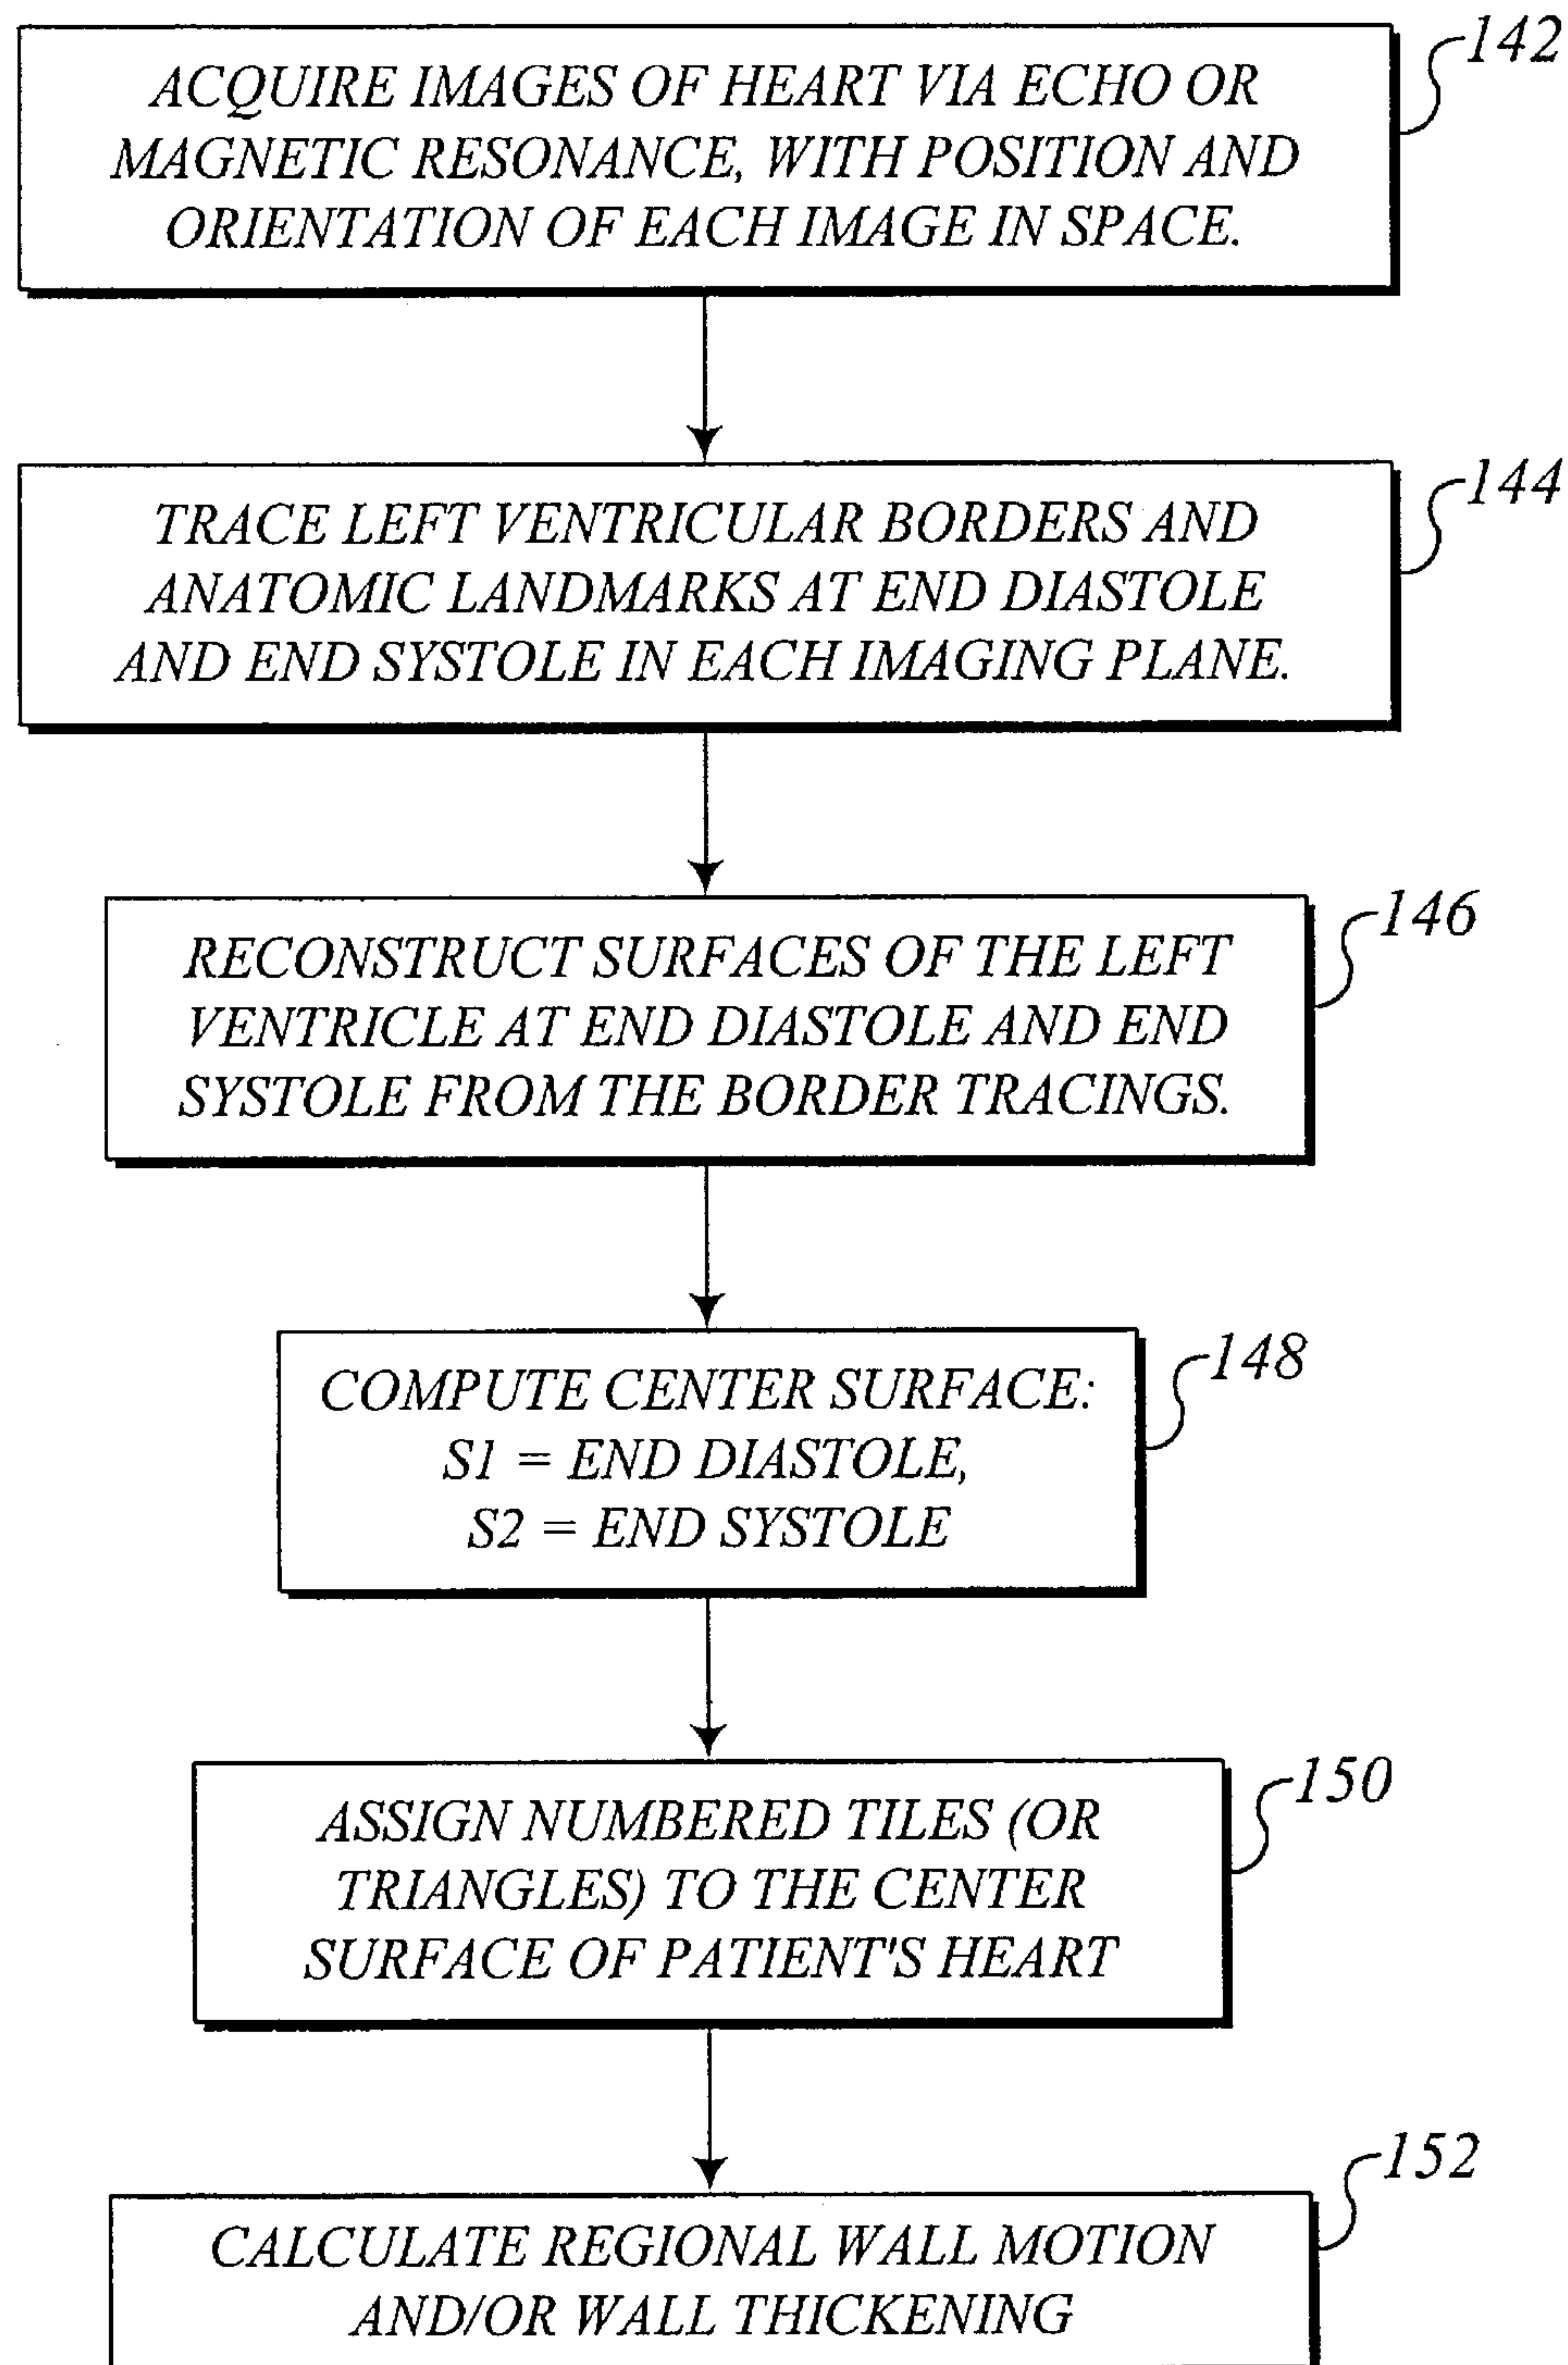 142
ACQUIRE IMAGES OF HEART VIA ECHO OR
MAGNETIC RESONANCE, WITH POSITION AND
ORIENTATION OF EACH IMAGE IN SPACE.
144
TRACE LEFT VENTRICULAR BORDERS AND
ANATOMIC LANDMARKS AT END DIASTOLE
AND END SYSTOLE IN EACH IMAGING PLANE.
146
RECONSTRUCT SURFACES OF THE LEFT
VENTRICLE AT END DIASTOLE AND END
SYSTOLE FROM THE BORDER TRACINGS.
148
COMPUTE CENTER SURFACE:
S1 = END DIASTOLE,
S2 = END SYSTOLE
150
ASSIGN NUMBERED TILES (OR
TRIANGLES) TO THE CENTER
SURFACE OF PATIENT'S HEART
152
CALCULATE REGIONAL WALL MOTION
AND/OR WALL THICKENING